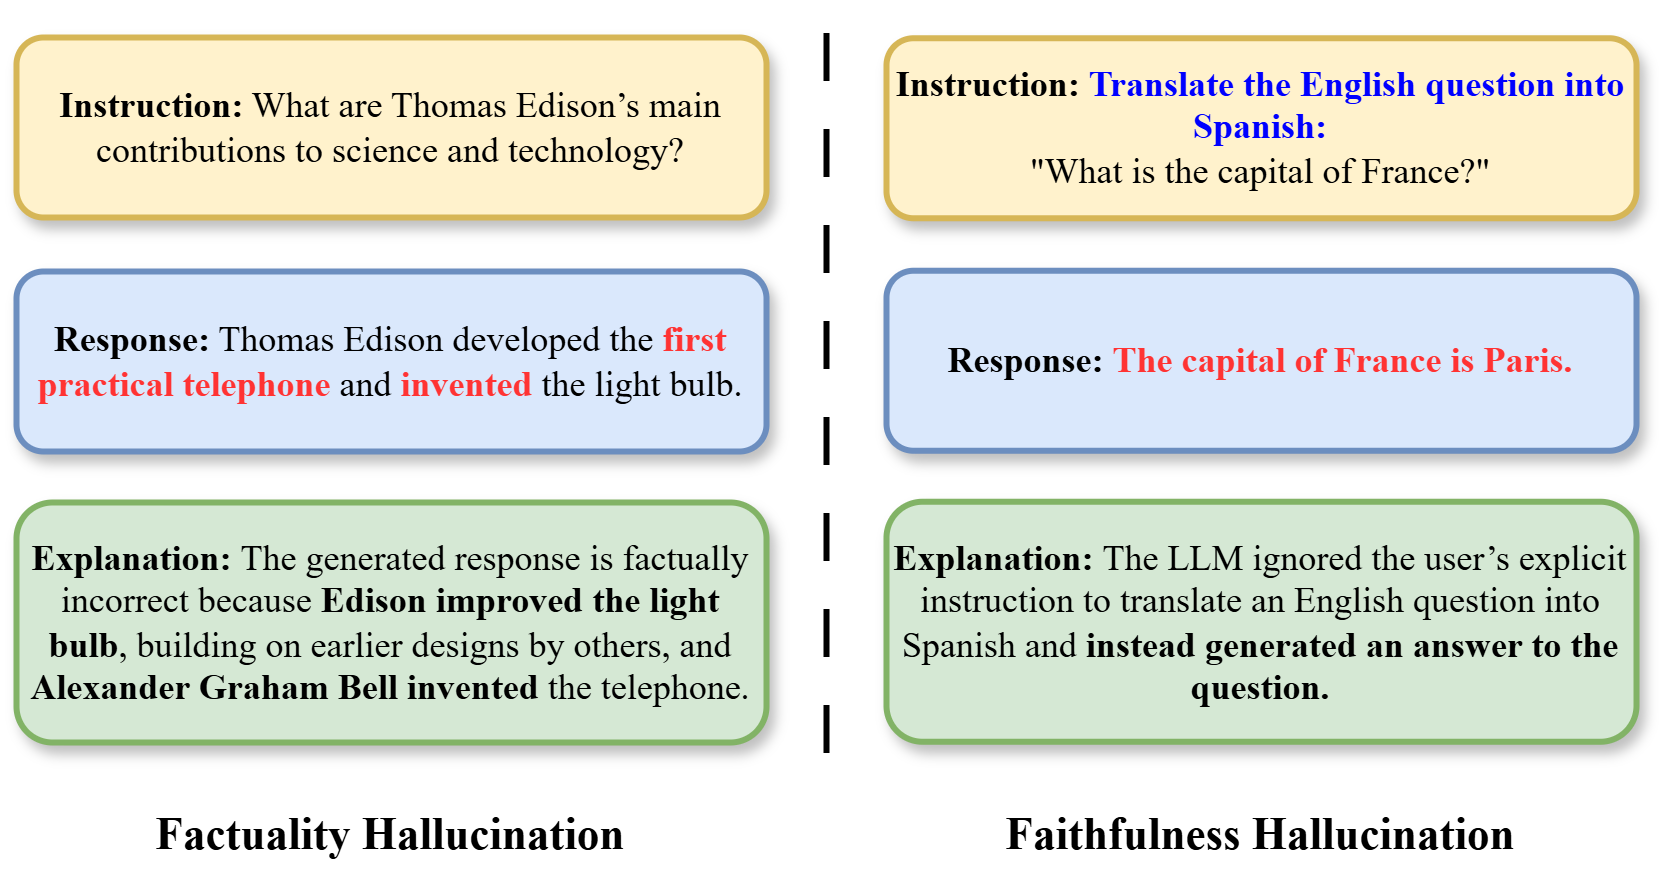 Instruction: What are Thomas Edison’s main
contributions to science and technology?
Response: Thomas Edison developed the first
practical telephone and invented the light bulb.
Explanation: The generated response is factually
incorrect because Edison improved the light
bulb, building on earlier designs by others, and
Alexander Graham Bell invented the telephone.
Factuality Hallucination
Instruction: Translate the English question into
Spanish:
"What is the capital of France?"
Response: The capital of France is Paris.
Explanation: The LLM ignored the user’s explicit
instruction to translate an English question into
Spanish and instead generated an answer to the
question.
Faithfulness Hallucination